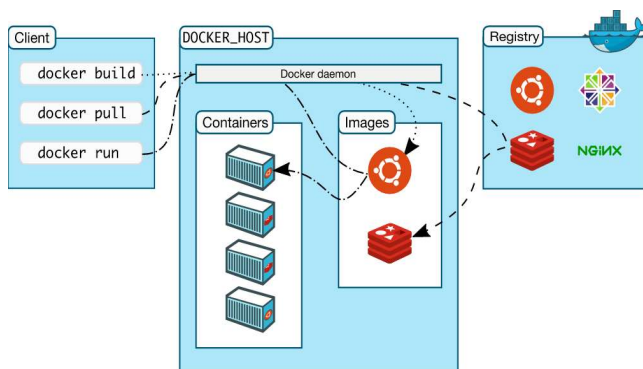 Client
docker build
docker pull
docker run
DOCKER_HOST
Docker daemon
Containers
Images
Registry
NGINX